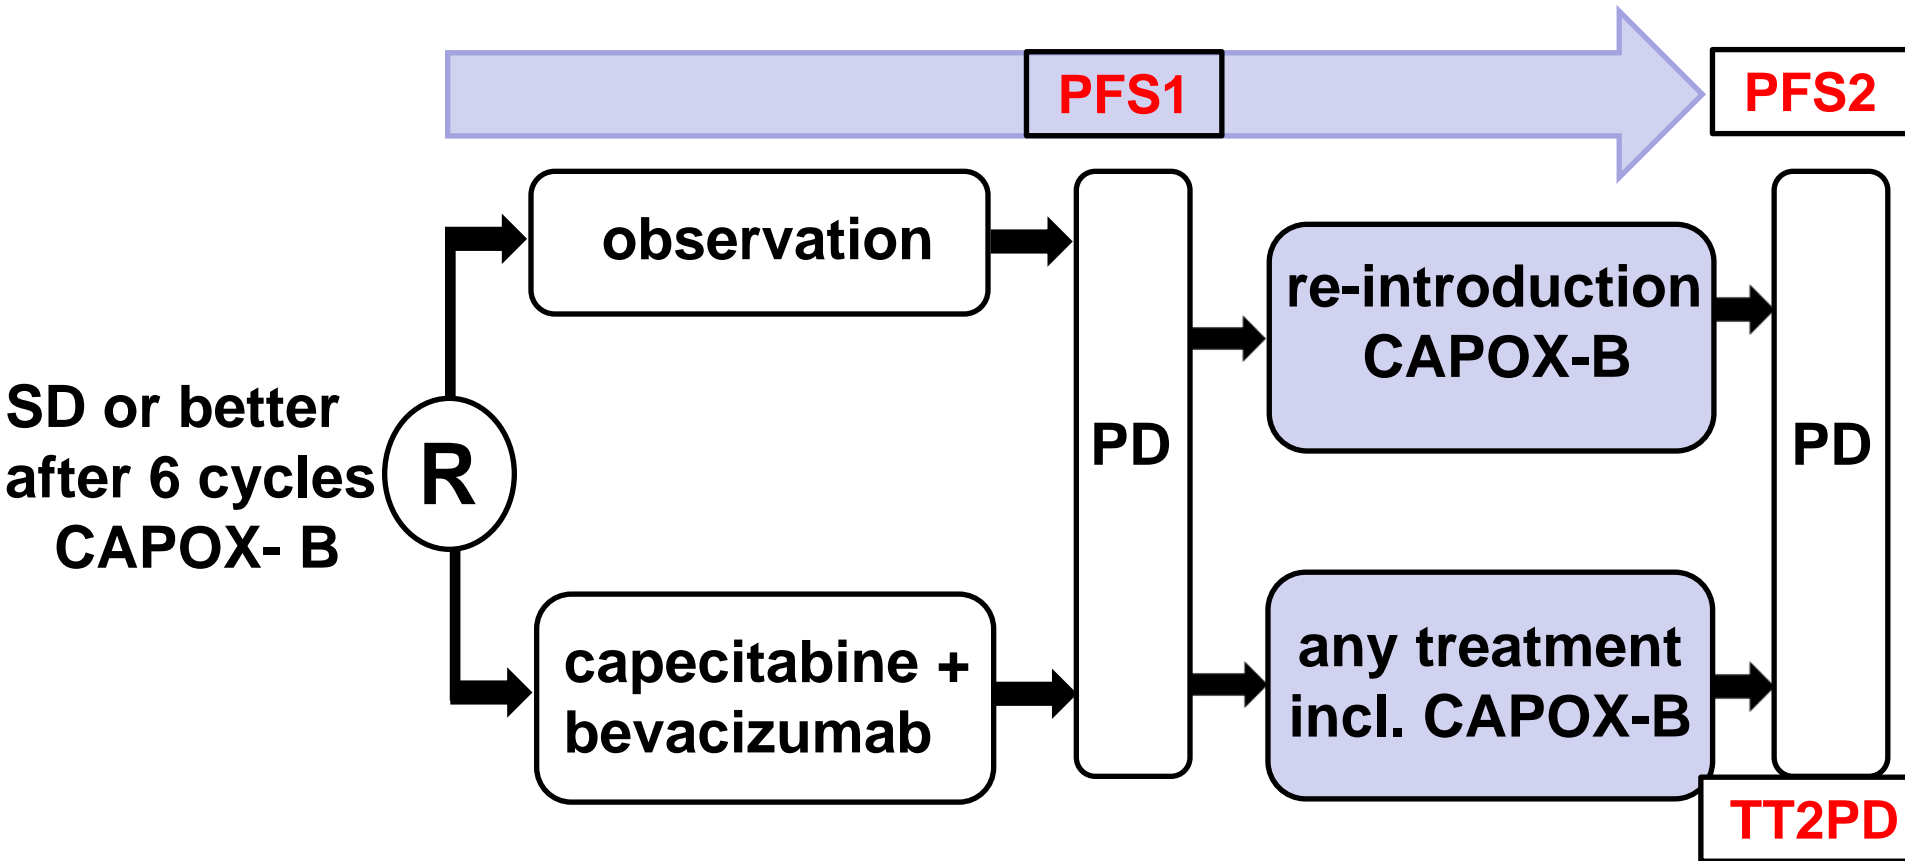 PFS1
PFS2
observation
re-introduction
CAPOX-B
SD or better
after 6 cycles
CAPOX- B
R
PD
PD
capecitabine +
bevacizumab
any treatment
incl. CAPOX-B
TT2PD